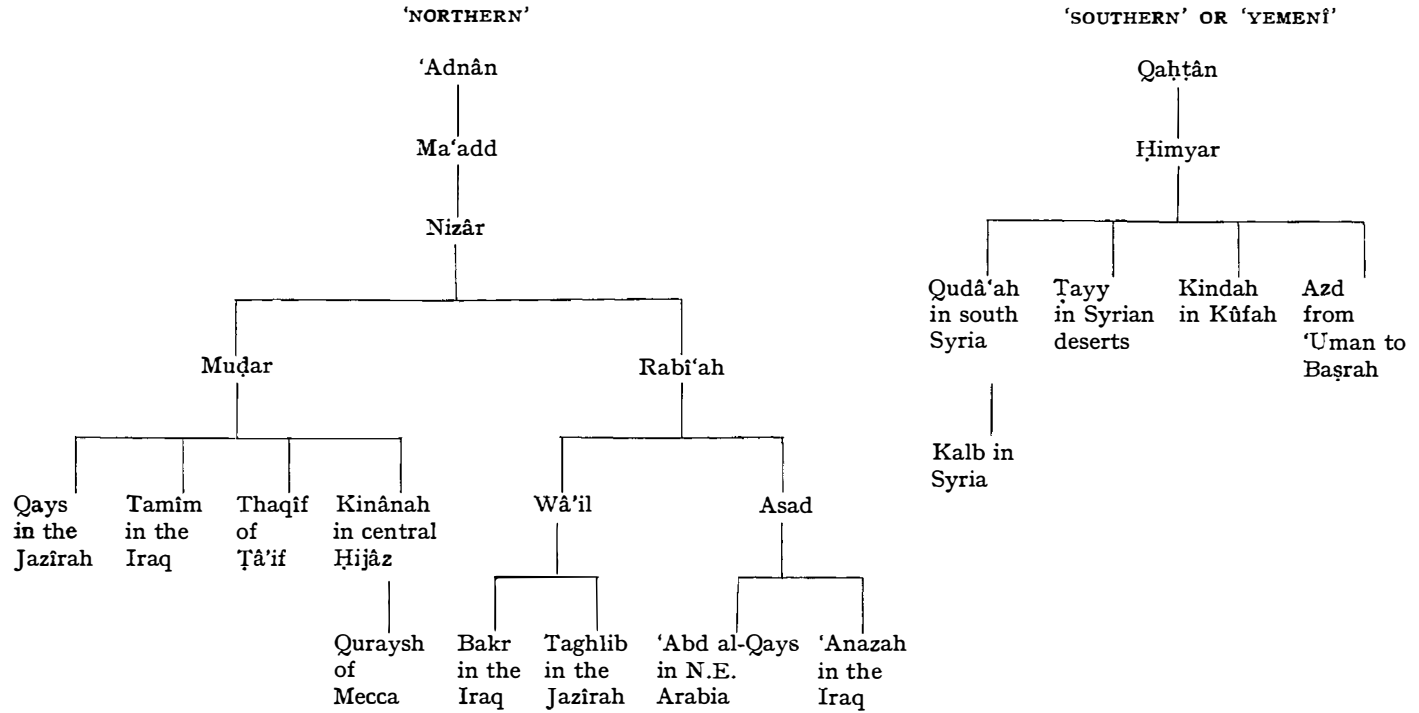 ‘NORTHERN’
‘Adnân
Ma‘add
Nizâr
Muḍar
Rabî‘ah
Qays
in the
Jazîrah
Tamîm
in the
Iraq
Thaqîf
of
Ṭâ’if
Kinânah
in central
Ḥijâz
Quraysh
of
Mecca
Wâ’il
Asad
Bakr
in the
Iraq
Taghlib
in the
Jazîrah
‘Abd al-Qays
in N.E.
Arabia
‘Anazah
in the
Iraq
‘SOUTHERN’ OR ‘YEMENÎ’
Qaḥṭân
Ḥimyar
Quḍâ‘ah
in south
Syria
Ṭayy
in Syrian
deserts
Kindah
in Kûfah
Azd
from
‘Uman to
Baṣrah
Kalb in
Syria